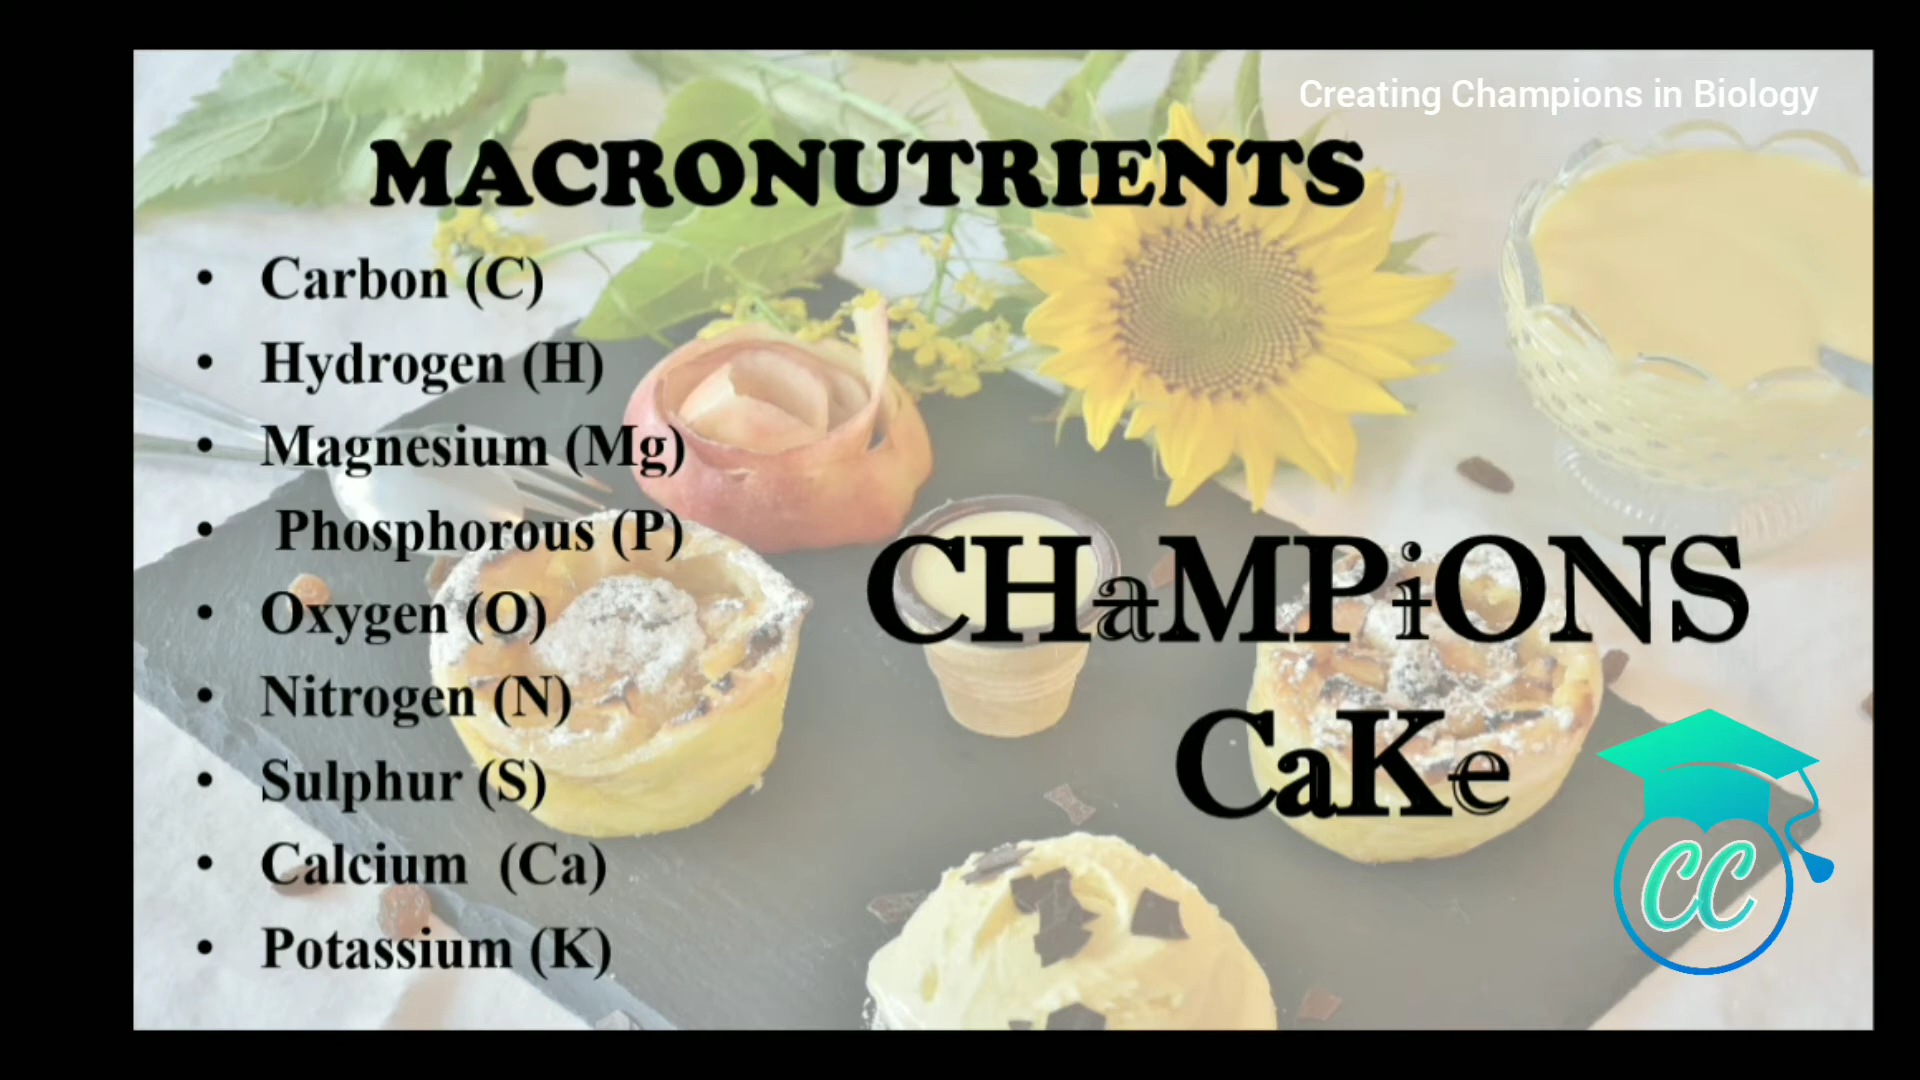 Creating Champions in Biology
MACRONUTRIENTS
• Carbon (C)
• Hydrogen (H)
• Magnesium (Mg)
• Phosphorous (P)
• Oxygen (O)
• Nitrogen (N)
• Sulphur (S)
• Calcium (Ca)
• Potassium (K)
CHaMPiONS
CaKe
CC